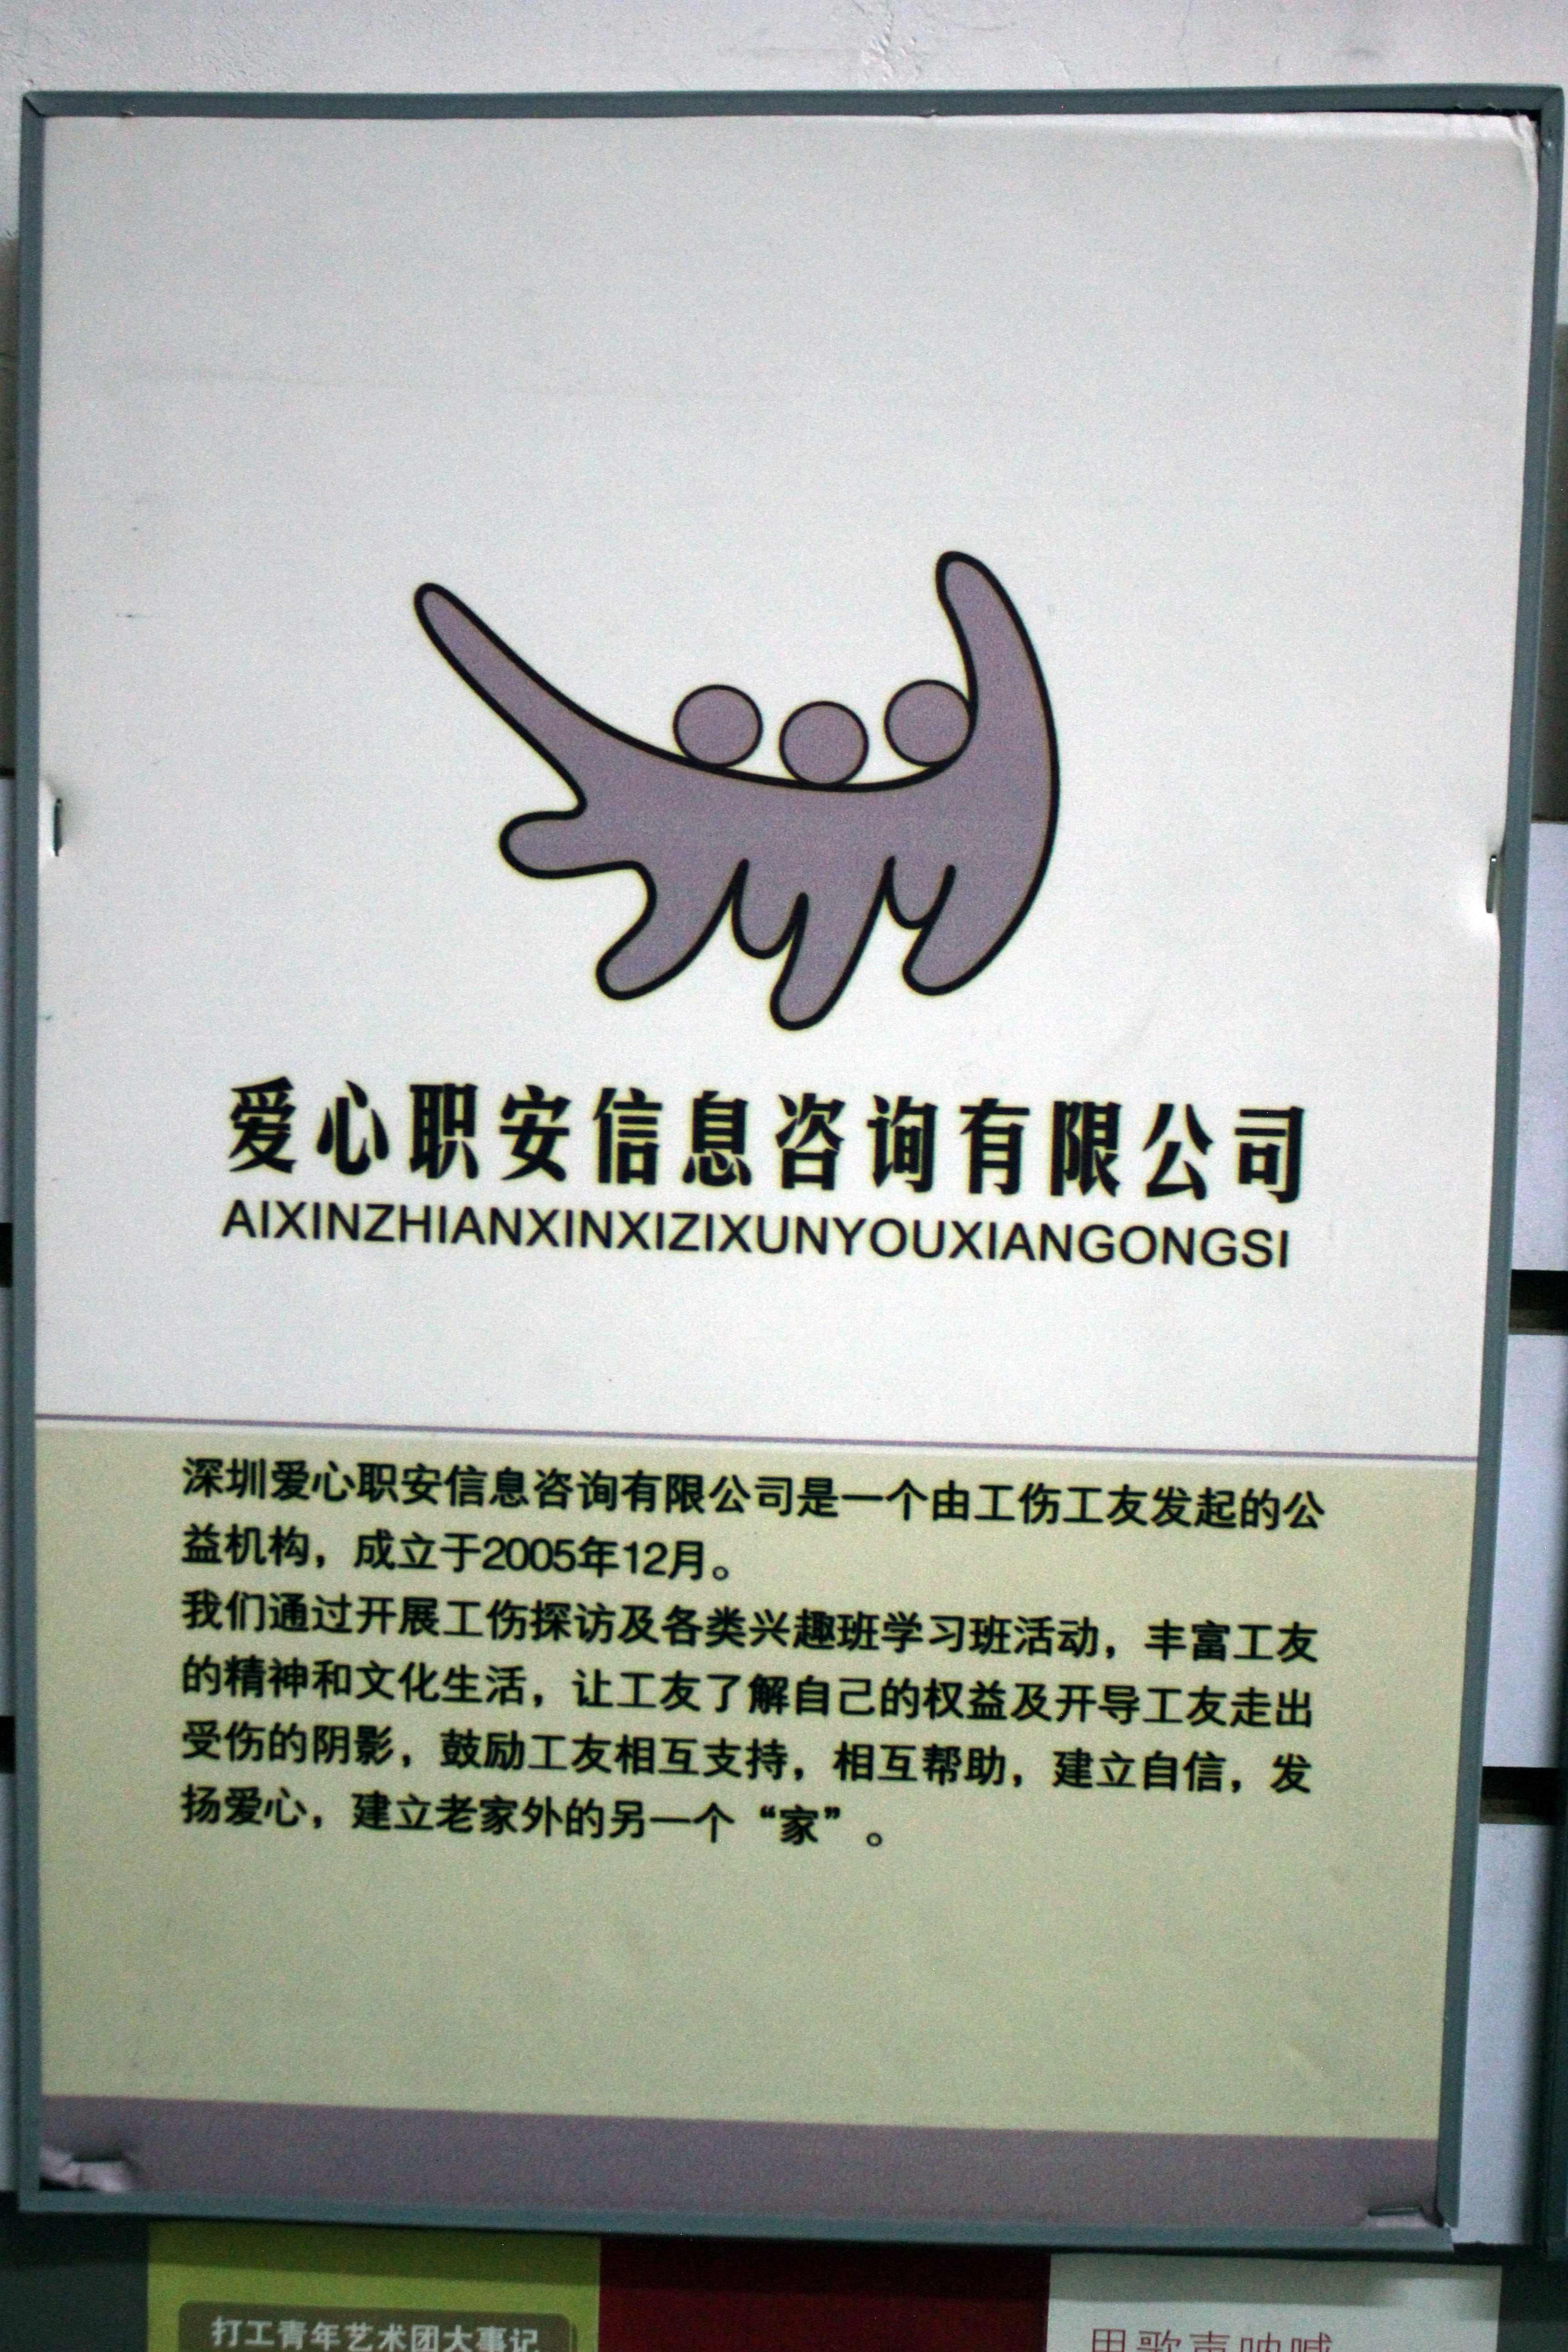 爱心职安信息咨询有限公司
AIXINZHIANXINXIZIXUNYOUXIANGONGSI
深圳爱心职安信息咨询有限公司是一个由工伤工友发起的公
益机构，成立于2005年12月。
我们通过开展工伤探访及各类兴趣班学习班活动，丰富工友
的精神和文化生活，让工友了解自己的权益及开导工友走出
受伤的阴影，鼓励工友相互支持，相互帮助，建立自信，发
扬爱心，建立老家外的另一个“家”。
打工青年艺术团大事记
用歌声呐喊